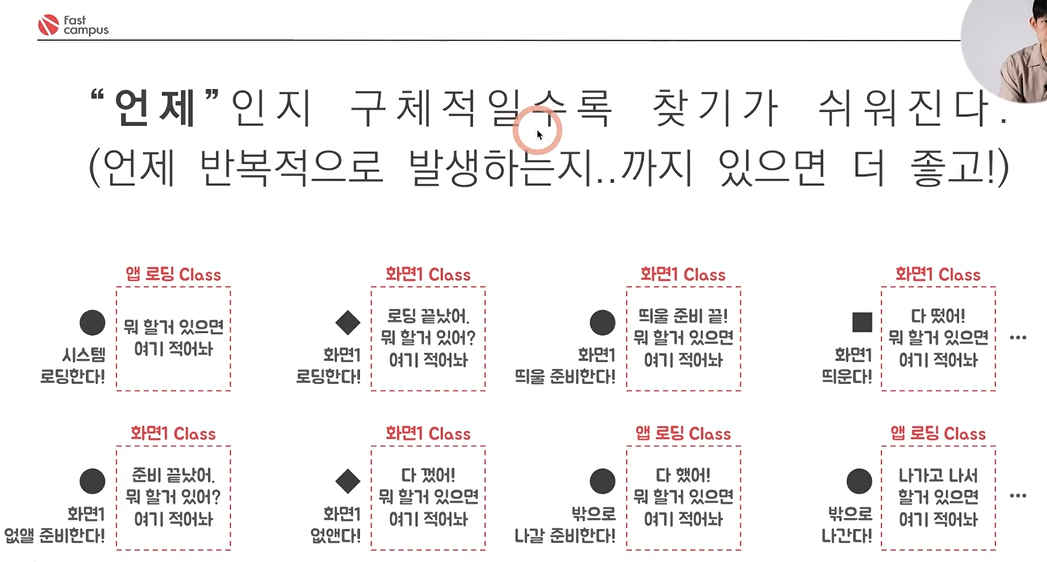 Fast
campus
“언제”인지 구체적일수록 찾기가 쉬워진다.
(언제 반복적으로 발생하는지..까지 있으면 더 좋고!)
앱 로딩 Class
뭐 할거 있으면
여기 적어놔
시스템
로딩한다!
화면1 Class
로딩 끝났어.
뭐 할거 있어?
여기 적어놔
화면1
로딩한다!
화면1 Class
띄울 준비 끝!
뭐 할거 있으면
여기 적어놔
화면1
띄울 준비한다!
화면1 Class
다 떴어!
뭐 할거 있으면
여기 적어놔
화면1
띄운다!
...
화면1 Class
준비 끝났어.
뭐 할거 있어?
여기 적어놔
화면1
없앨 준비한다!
화면1 Class
다 껐어!
뭐 할거 있으면
여기 적어놔
화면1
없앤다!
앱 로딩 Class
다 했어!
뭐 할거 있으면
여기 적어놔
밖으로
나갈 준비한다!
앱 로딩 Class
나가고 나서
할거 있으면
여기 적어놔
밖으로
나간다!
...